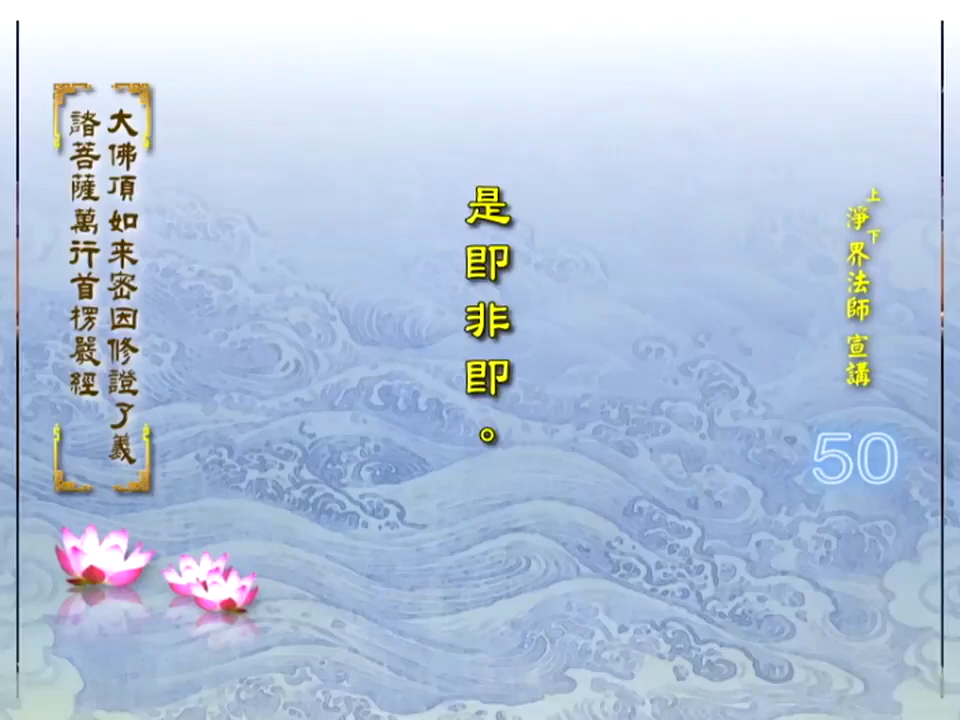 上淨下界法師 宣講
50
是即非即。
大佛頂如來密因修證了義
諸菩薩萬行首楞嚴經